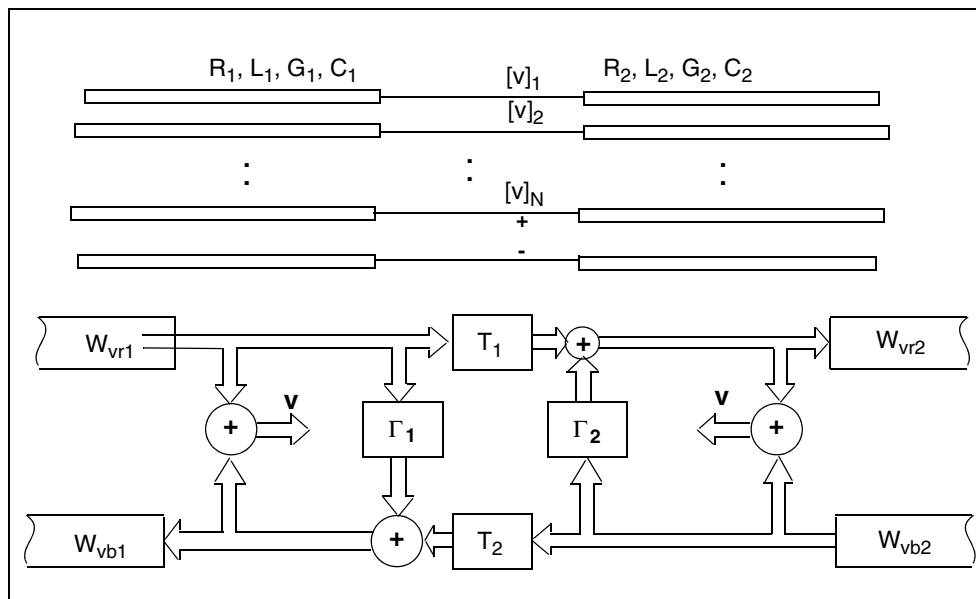 R1, L1, G1, C1 [v]1 R2, L2, G2, C2
[v]2
: : :
[v]N
+
-
Wvr1 T1 + Wvr2
v v
+ Γ1 Γ2 +
Wvb1 + T2 Wvb2